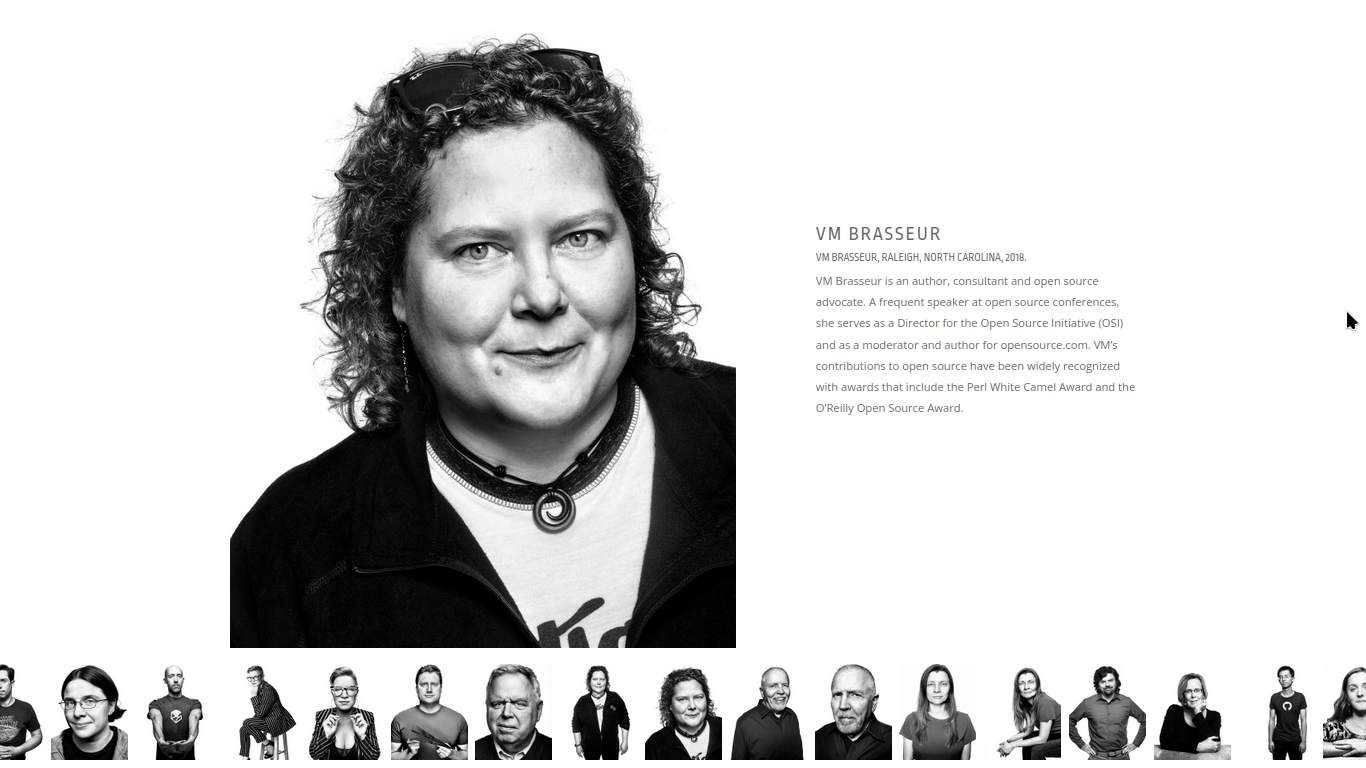 VM BRASSEUR
VM BRASSEUR, RALEIGH, NORTH CAROLINA, 2018.
VM Brasseur is an author, consultant and open source
advocate. A frequent speaker at open source conferences,
she serves as a Director for the Open Source Initiative (OSI)
and as a moderator and author for opensource.com. VM's
contributions to open source have been widely recognized
with awards that include the Perl White Camel Award and the
O'Reilly Open Source Award.